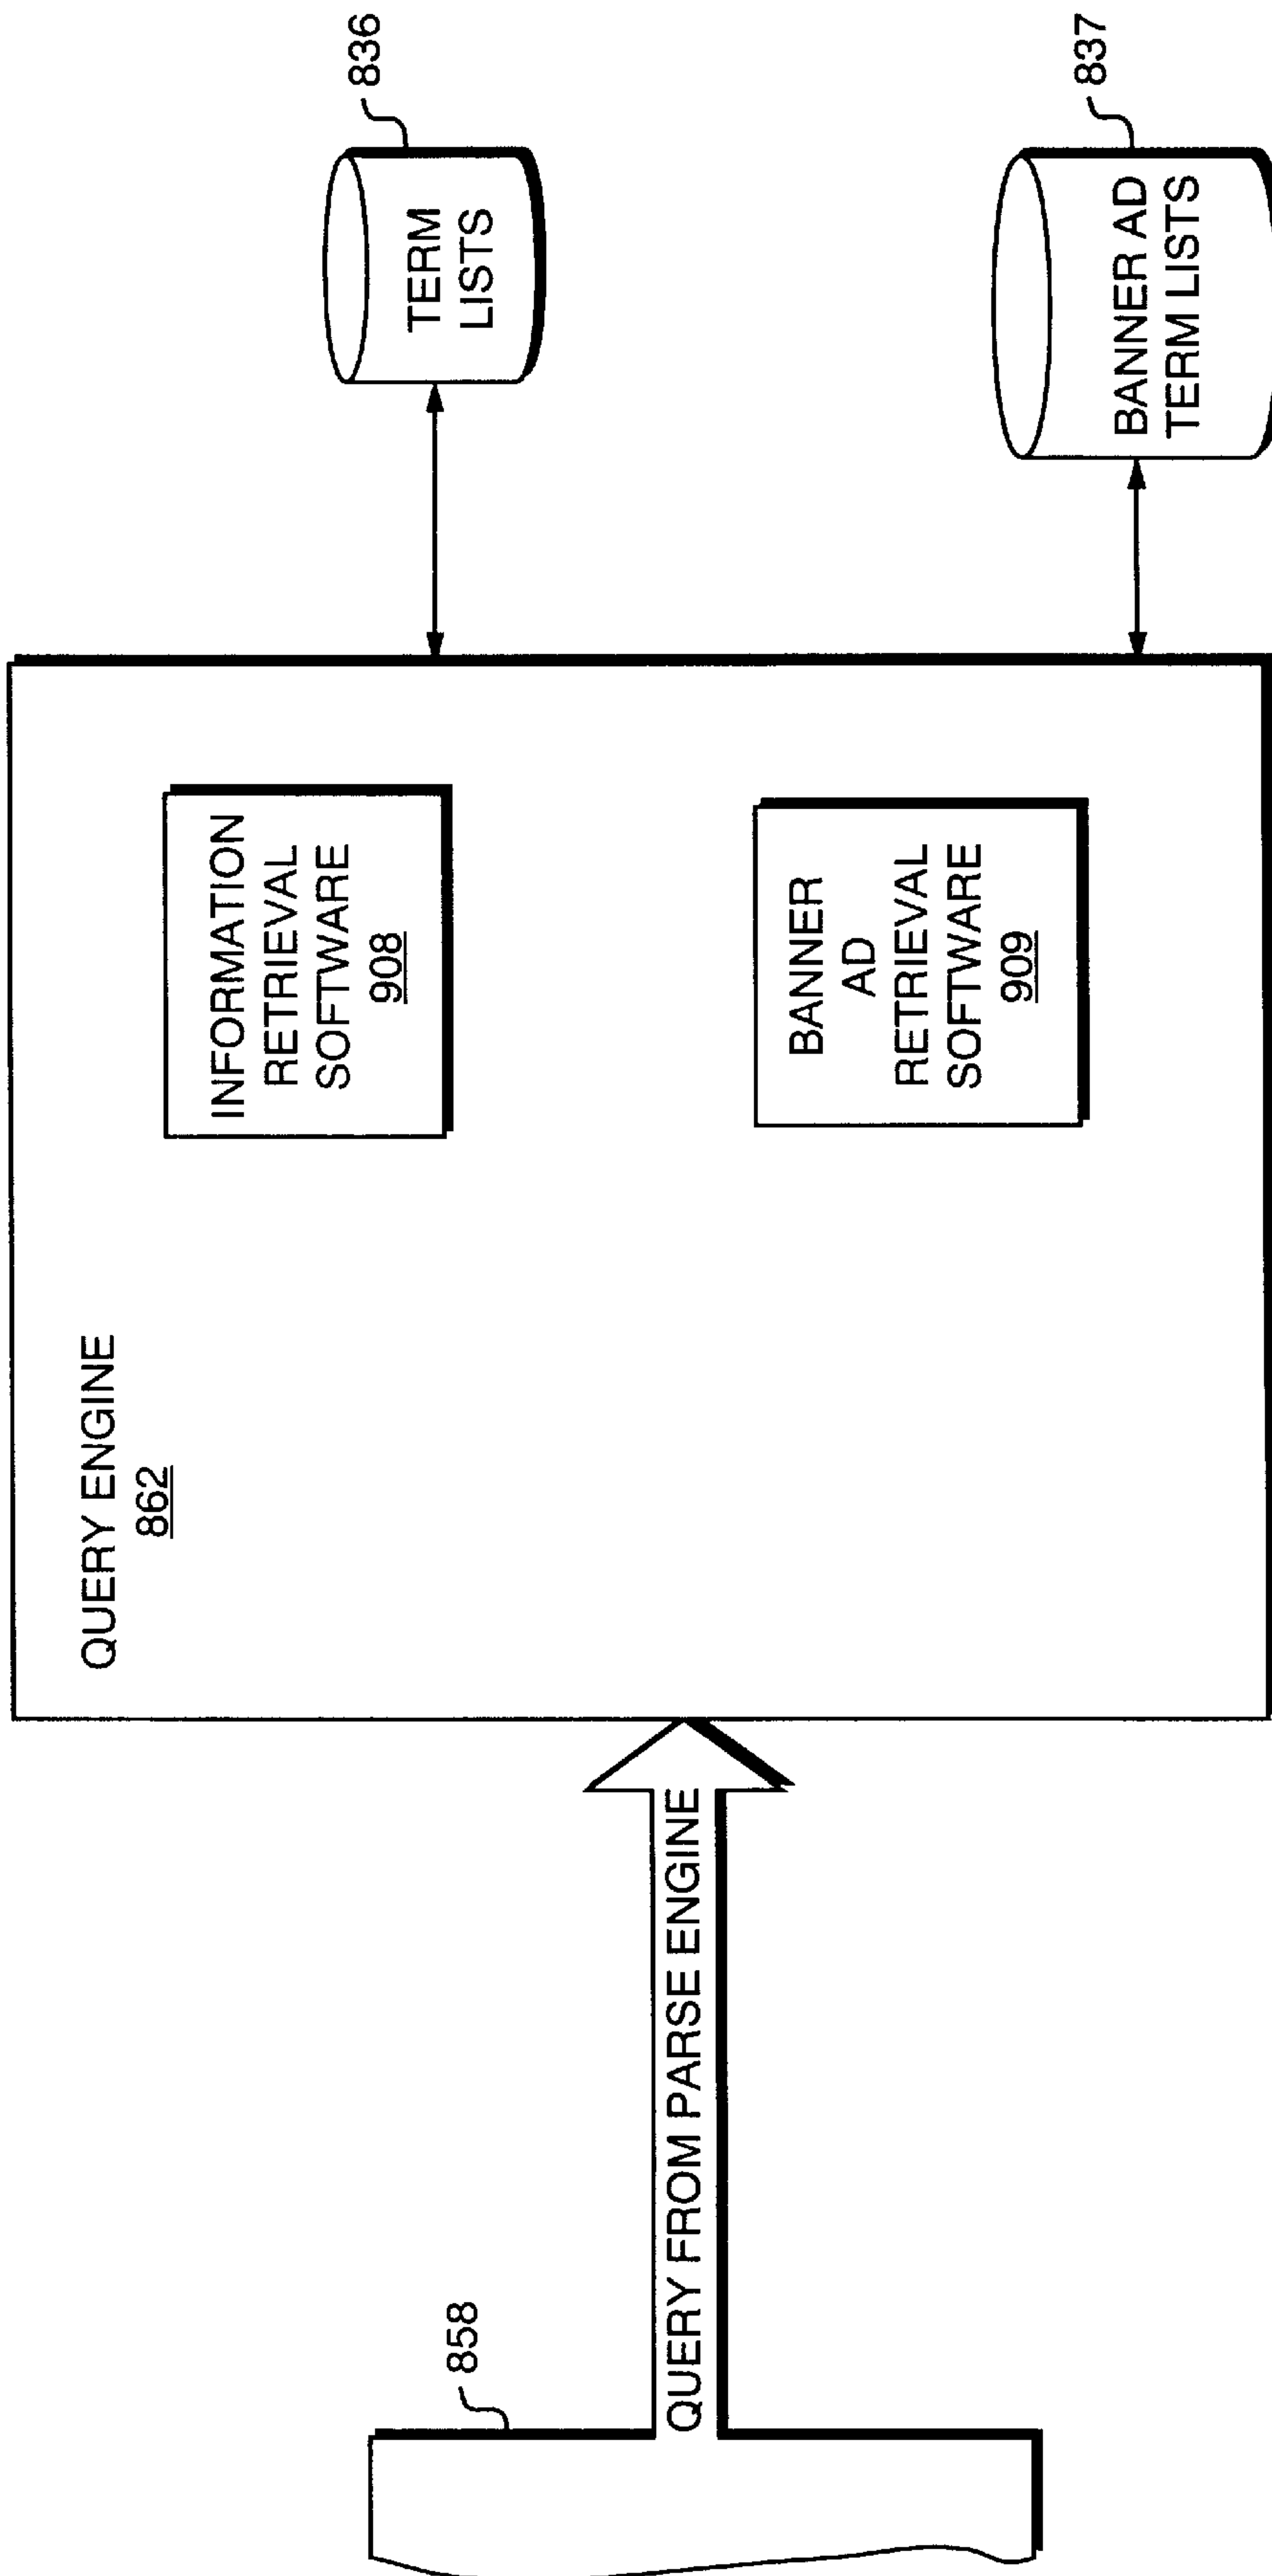 858
QUERY FROM PARSE ENGINE
QUERY ENGINE
862
INFORMATION
RETRIEVAL
SOFTWARE
908
BANNER
AD
RETRIEVAL
SOFTWARE
909
836
TERM
LISTS
837
BANNER AD
TERM LISTS